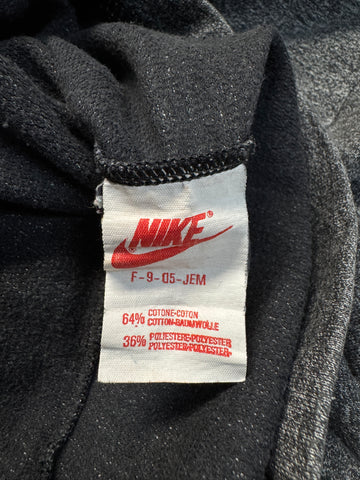 NIKE®
F-9-05-JEM
64% COTONE-COTON
COTTON-BAUMWOLLE
36% POLIESTERE-POLYESTER
POLYESTER-POLYESTER